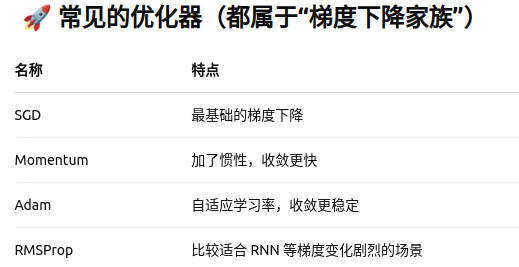 🚀 常见的优化器（都属于“梯度下降家族”）
名称 特点
SGD 最基础的梯度下降
Momentum 加了惯性，收敛更快
Adam 自适应学习率，收敛更稳定
RMSProp 比较适合 RNN 等梯度变化剧烈的场景